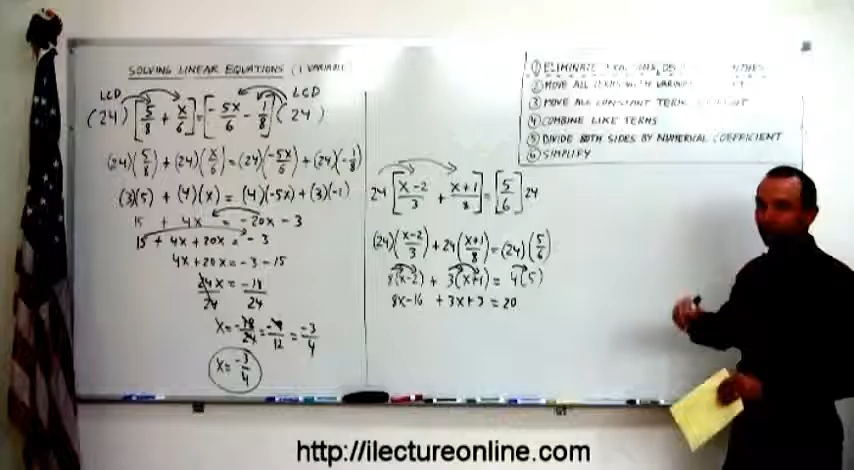 SOLVING LINEAR EQUATIONS (1 VARIABLE)
LCD LCD
(24) [5/8 + x/6] = [-5x/6 - 1/8] (24)
(24)(5/8) + (24)(x/6) = (24)(-5x/6) + (24)(-1/8)
(3)(5) + (4)(x) = (4)(-5x) + (3)(-1)
15 + 4x = -20x - 3
15 + 4x + 20x = -3
4x + 20x = -3 - 15
24x/24 = -18/24
x = -18/24 = -9/12 = -3/4
x = -3/4
① ELIMINATE
② MOVE ALL TERMS WITH
③ MOVE ALL CONSTANT TERMS
④ COMBINE LIKE TERMS
⑤ DIVIDE BOTH SIDES BY NUMERICAL COEFFICIENT
⑥ SIMPLIFY
24 [x-2/3 + x+1/8] = [5/6] 24
(24)(x-2/3) + 24(x+1/8) = (24)(5/6)
8(x-2) + 3(x+1) = 4(5)
8x-16 + 3x+3 = 20
http://ilectureonline.com